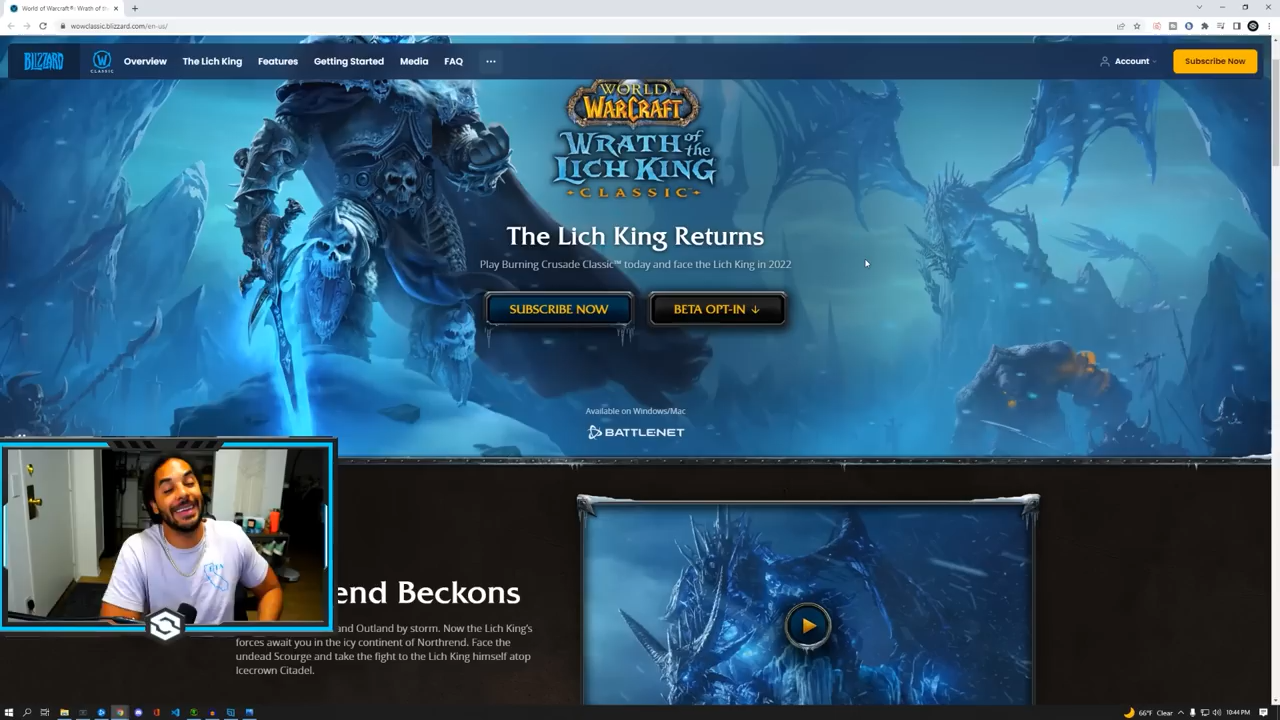 World of Warcraft®: Wrath of the
wowclassic.blizzard.com/en-us/
BLIZZARD
W
CLASSIC
Overview
The Lich King
Features
Getting Started
Media
FAQ
...
Account
Subscribe Now
WORLD
OF
WARCRAFT
WRATH of the
LICH KING
CLASSIC
The Lich King Returns
Play Burning Crusade Classic™ today and face the Lich King in 2022
SUBSCRIBE NOW
BETA OPT-IN ↓
Available on Windows/Mac
BATTLE.NET
end Beckons
and Outland by storm. Now the Lich King's
forces await you in the icy continent of Northrend. Face the
undead Scourge and take the fight to the Lich King himself atop
Icecrown Citadel.
66°F Clear
10:44 PM